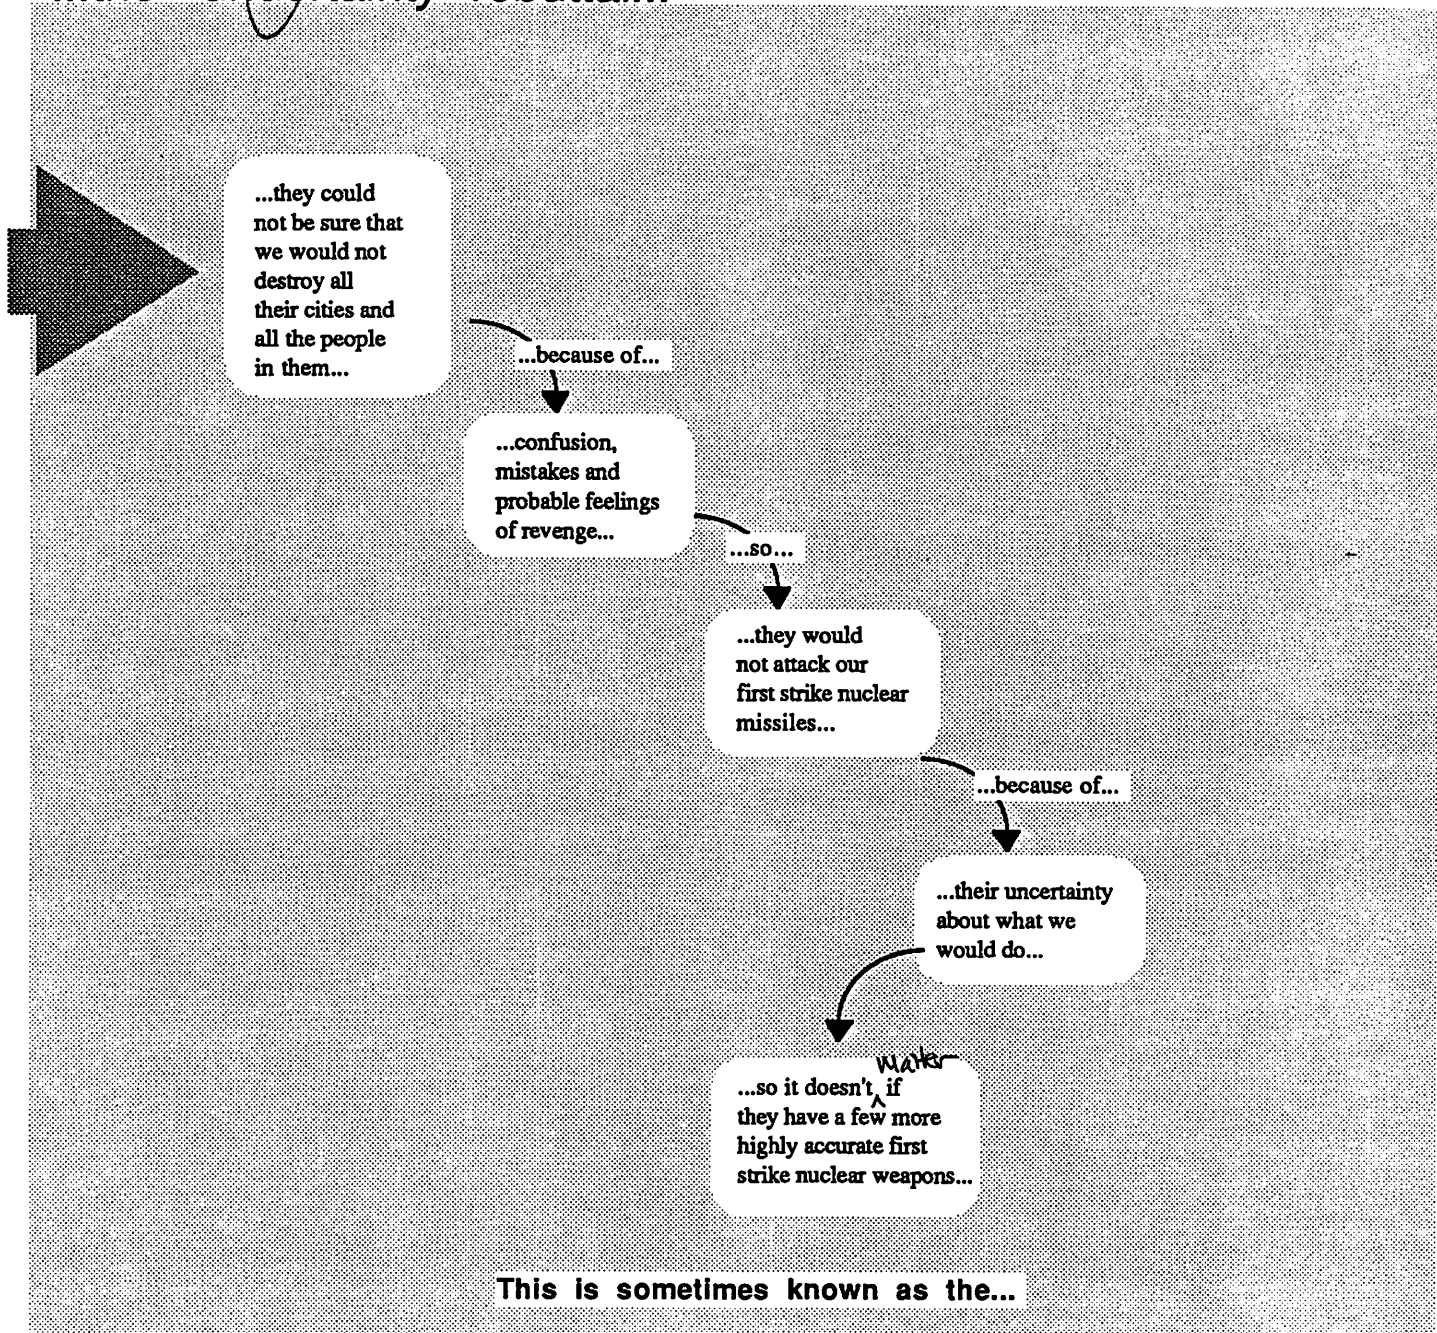 ...they could
not be sure that
we would not
destroy all
their cities and
all the people
in them...
...because of...
...confusion,
mistakes and
probable feelings
of revenge...
...so...
...they would
not attack our
first strike nuclear
missiles...
...because of...
...their uncertainty
about what we
would do...
matter
...so it doesn't ^ if
they have a few more
highly accurate first
strike nuclear weapons...
This is sometimes known as the...